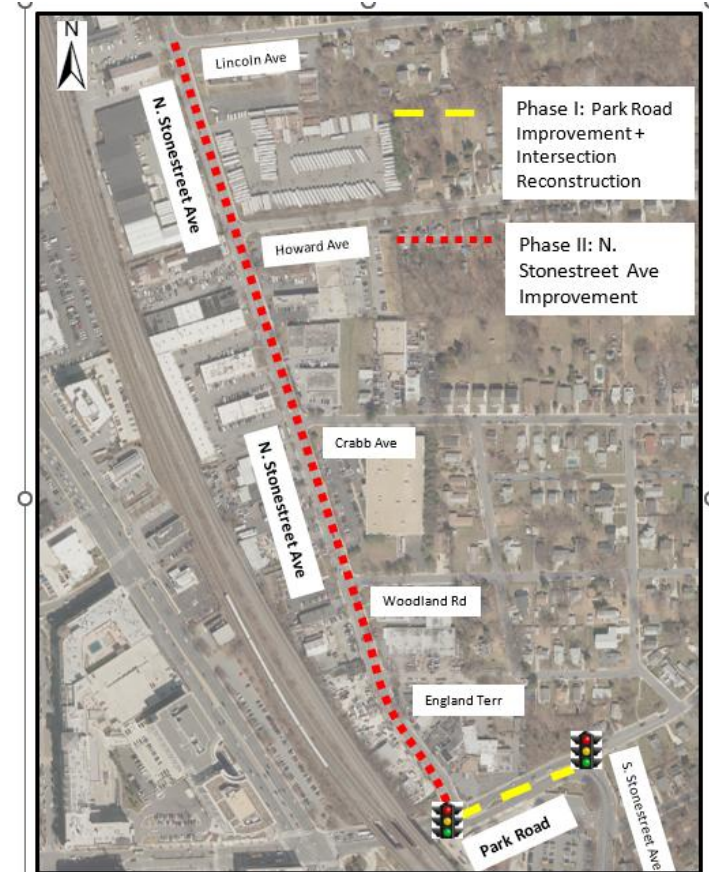 N
Lincoln Ave
Phase I: Park Road
Improvement +
Intersection
Reconstruction
N. Stonestreet Ave
Howard Ave
Phase II: N.
Stonestreet Ave
Improvement
Crabb Ave
N. Stonestreet Ave
Woodland Rd
England Terr
S. Stonestreet Ave
Park Road